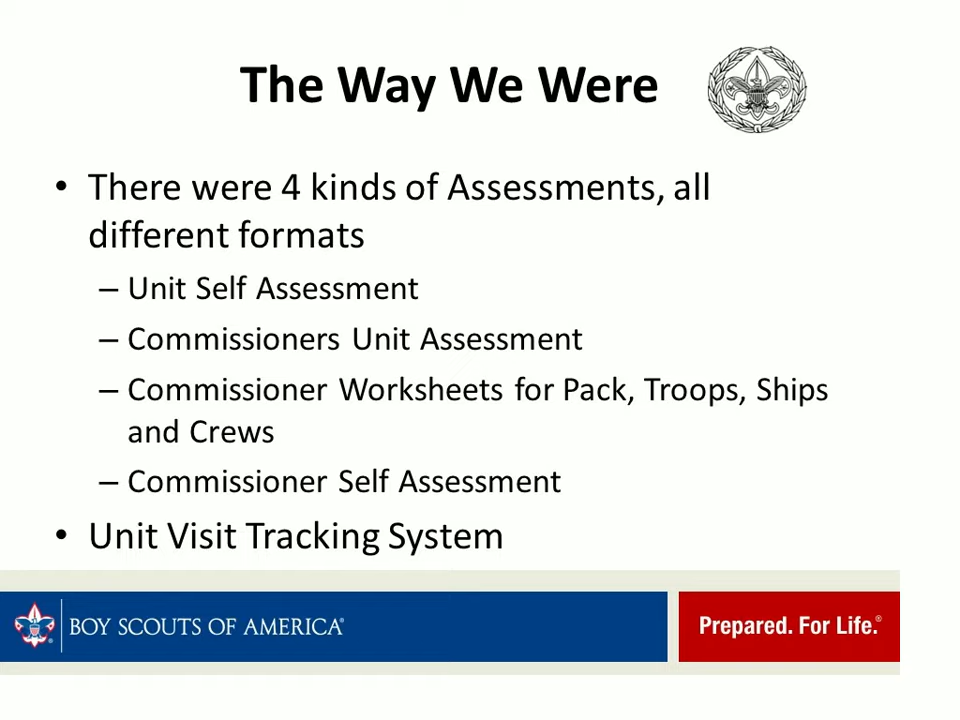 The Way We Were
• There were 4 kinds of Assessments, all
different formats
– Unit Self Assessment
– Commissioners Unit Assessment
– Commissioner Worksheets for Pack, Troops, Ships
and Crews
– Commissioner Self Assessment
• Unit Visit Tracking System
BOY SCOUTS OF AMERICA®
Prepared. For Life.®